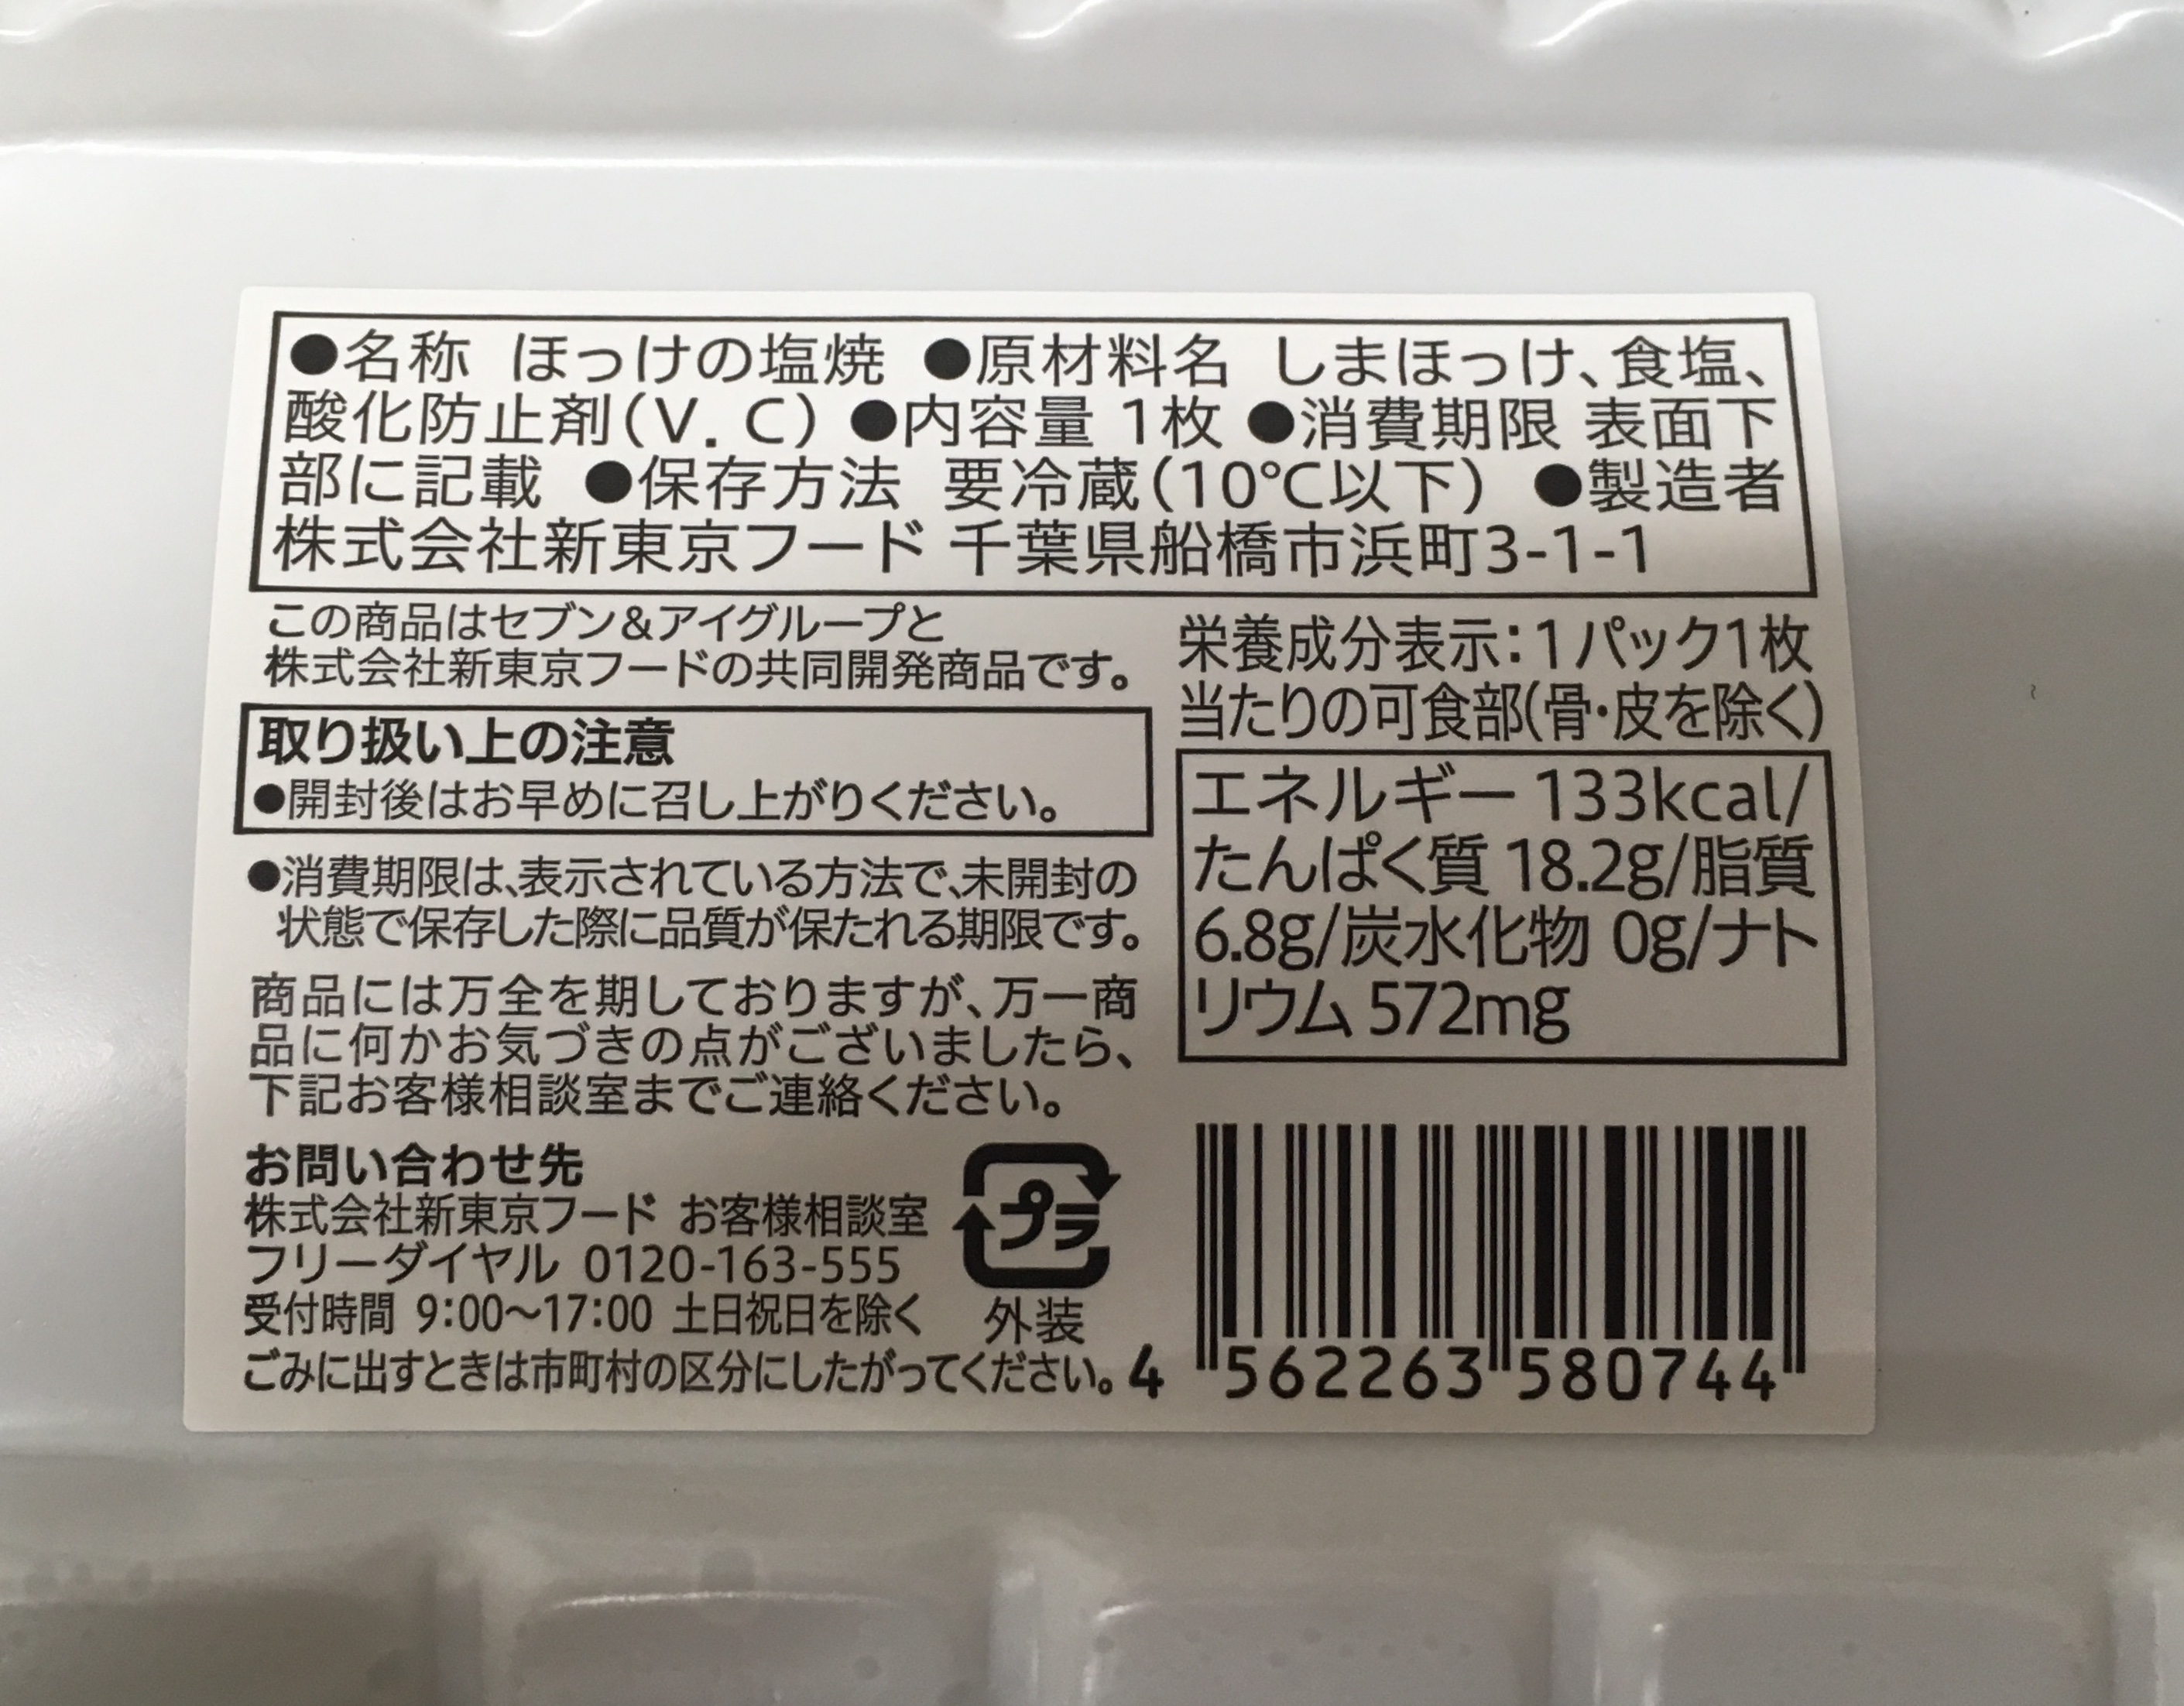 ●名称 ほっけの塩焼 ●原材料名 しまほっけ、食塩、
酸化防止剤(V. C) ●内容量 1枚 ●消費期限 表面下
部に記載 ●保存方法 要冷蔵(10℃以下) ●製造者
株式会社新東京フード 千葉県船橋市浜町3-1-1
この商品はセブン&アイグループと
株式会社新東京フードの共同開発商品です。
取り扱い上の注意
●開封後はお早めに召し上がりください。
●消費期限は、表示されている方法で、未開封の
状態で保存した際に品質が保たれる期限です。
商品には万全を期しておりますが、万一商
品に何かお気づきの点がございましたら、
下記お客様相談室までご連絡ください。
お問い合わせ先
株式会社新東京フード お客様相談室
フリーダイヤル 0120-163-555
受付時間 9:00〜17:00 土日祝日を除く
ごみに出すときは市町村の区分にしたがってください。
プラ
外装
栄養成分表示:1パック1枚
当たりの可食部(骨・皮を除く)
エネルギー 133kcal/
たんぱく質 18.2g/脂質
6.8g/炭水化物 0g/ナト
リウム 572mg
4 562263 580744